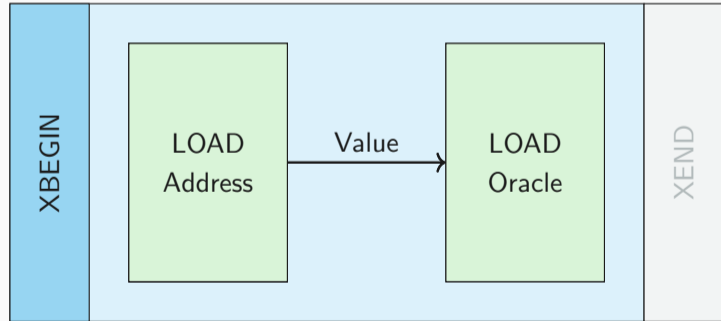 XBEGIN
LOAD
Address
Value
LOAD
Oracle
XEND